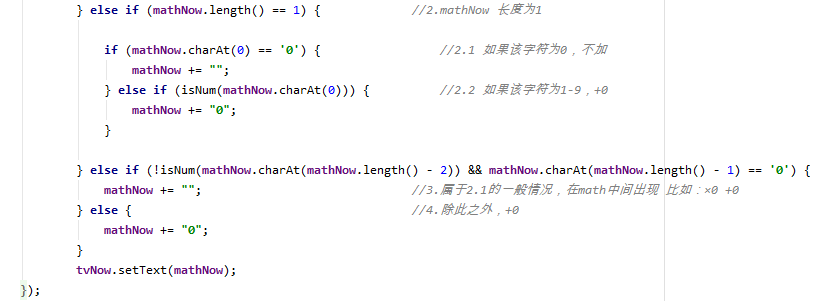 } else if (mathNow.length() == 1) {             //2.mathNow 长度为1
    if (mathNow.charAt(0) == '0') {                 //2.1 如果该字符为0，不加
        mathNow += "";
    } else if (isNum(mathNow.charAt(0))) {          //2.2 如果该字符为1-9，+0
        mathNow += "0";
    }
} else if (!isNum(mathNow.charAt(mathNow.length() - 2)) && mathNow.charAt(mathNow.length() - 1) == '0') {
    mathNow += "";                              //3.属于2.1的一般情况，在math中间出现 比如：×0 +0
} else {                                        //4.除此之外，+0
    mathNow += "0";
}
tvNow.setText(mathNow);
});